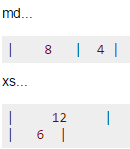 md...
|    8   |  4 |
xs...
|     12     |
|   6  |